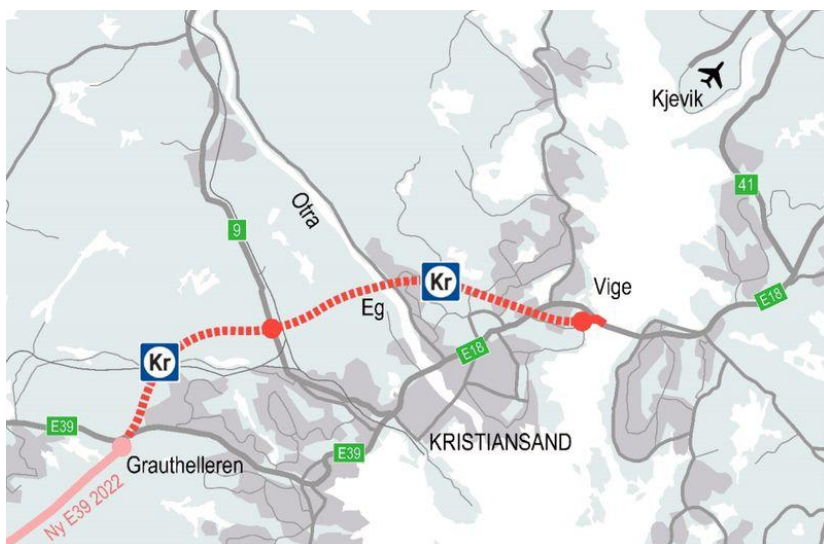 Kjevik
41
Otra
9
Kr
Vige
Eg
E18
E18
Kr
E39
KRISTIANSAND
E39
Grauthelleren
Ny E39 2022